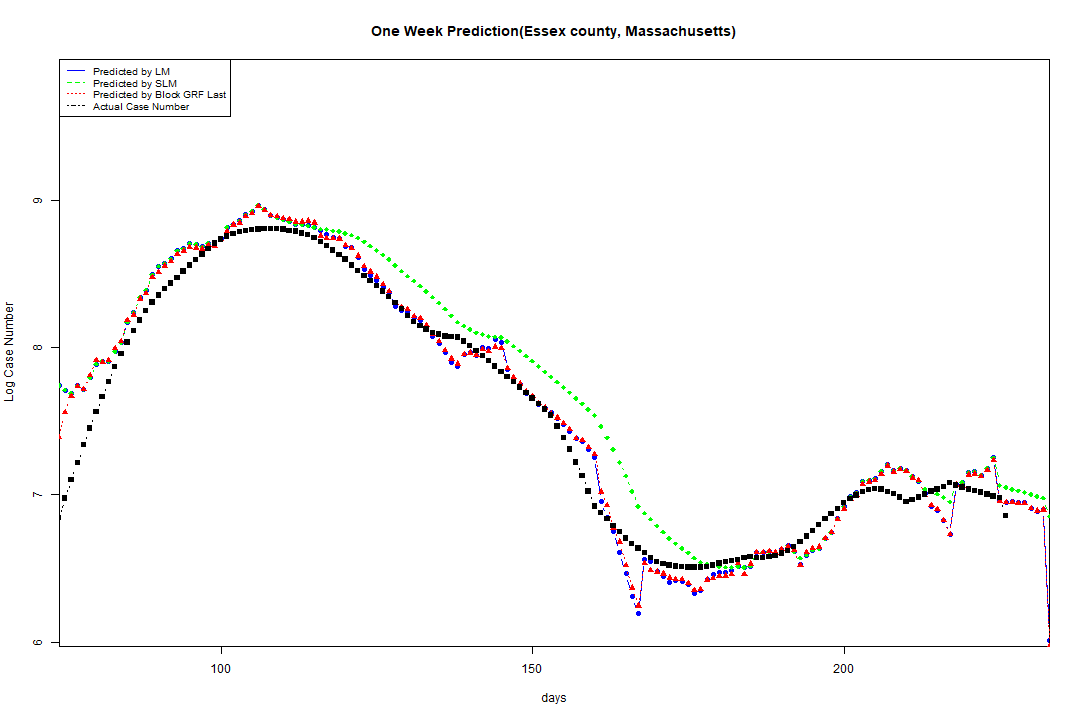 One Week Prediction(Essex county, Massachusetts)
Predicted by LM
Predicted by SLM
Predicted by Block GRF Last
Actual Case Number
9
8
7
6
Log Case Number
100 150 200
days